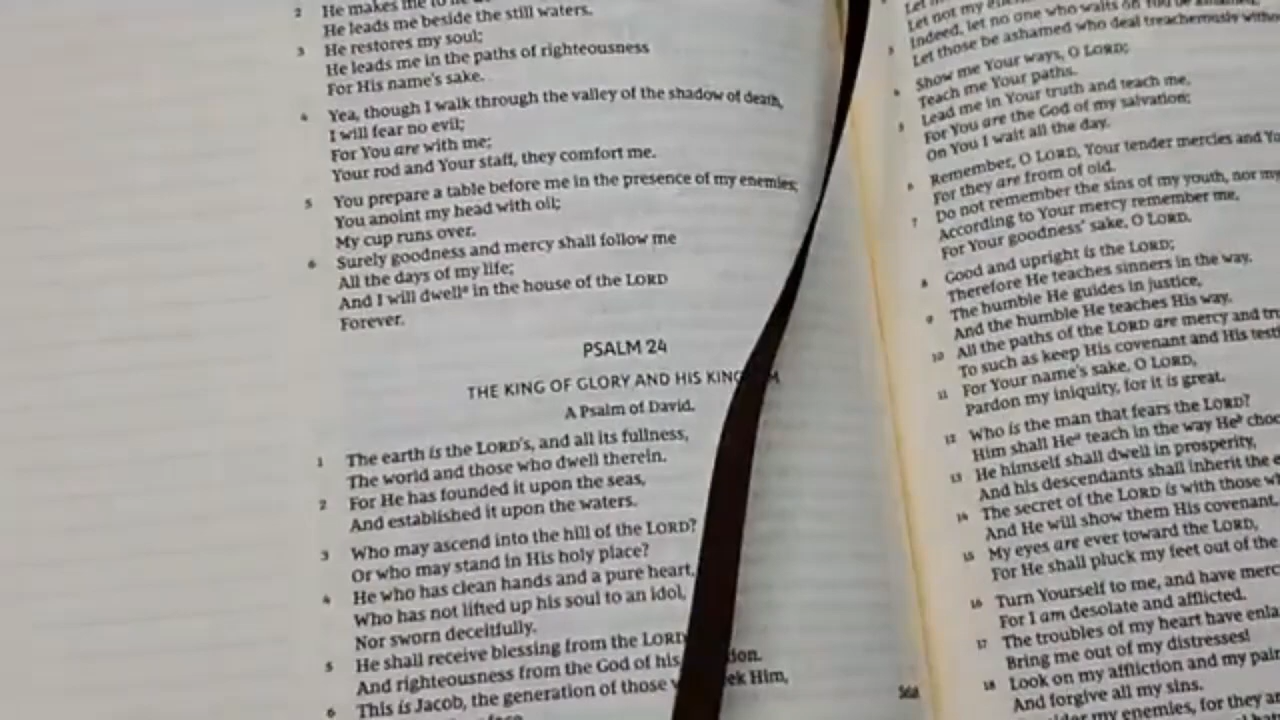 2 He makes me to lie
He leads me beside the still waters.
3 He restores my soul;
He leads me in the paths of righteousness
For His name's sake.
4 Yea, though I walk through the valley of the shadow of death,
I will fear no evil;
For You are with me;
Your rod and Your staff, they comfort me.
5 You prepare a table before me in the presence of my enemies;
You anoint my head with oil;
My cup runs over.
6 Surely goodness and mercy shall follow me
All the days of my life;
And I will dwellᵃ in the house of the LORD
Forever.
PSALM 24
THE KING OF GLORY AND HIS
A Psalm of David.
1 The earth is the LORD's, and all its fullness,
The world and those who dwell therein.
2 For He has founded it upon the seas,
And established it upon the waters.
3 Who may ascend into the hill of the LORD?
Or who may stand in His holy place?
4 He who has clean hands and a pure heart,
Who has not lifted up his soul to an idol,
Nor sworn deceitfully.
5 He shall receive blessing from the LORD
And righteousness from the God of his
6 This is Jacob, the generation of those Him,
Let not my
Indeed, let no one who waits on You be ashamed;
Let those be ashamed who deal treacherously
4 Show me Your ways, O LORD;
Teach me Your paths.
5 Lead me in Your truth and teach me,
For You are the God of my salvation;
On You I wait all the day.
6 Remember, O LORD, Your tender mercies and
For they are from of old.
7 Do not remember the sins of my youth, nor my
According to Your mercy remember me,
For Your goodness' sake, O LORD.
8 Good and upright is the LORD;
Therefore He teaches sinners in the way.
9 The humble He guides in justice,
And the humble He teaches His way.
10 All the paths of the LORD are mercy and
To such as keep His covenant and His
11 For Your name's sake, O LORD,
Pardon my iniquity, for it is great.
12 Who is the man that fears the LORD?
Him shall Heᵃ teach in the way Heᵇ
13 He himself shall dwell in prosperity,
And his descendants shall inherit the
14 The secret of the LORD is with those
And He will show them His covenant.
15 My eyes are ever toward the LORD,
For He shall pluck my feet out of the
16 Turn Yourself to me, and have
For I am desolate and afflicted.
17 The troubles of my heart have
Bring me out of my distresses!
18 Look on my affliction and my
And forgive all my sins.
my enemies, for they